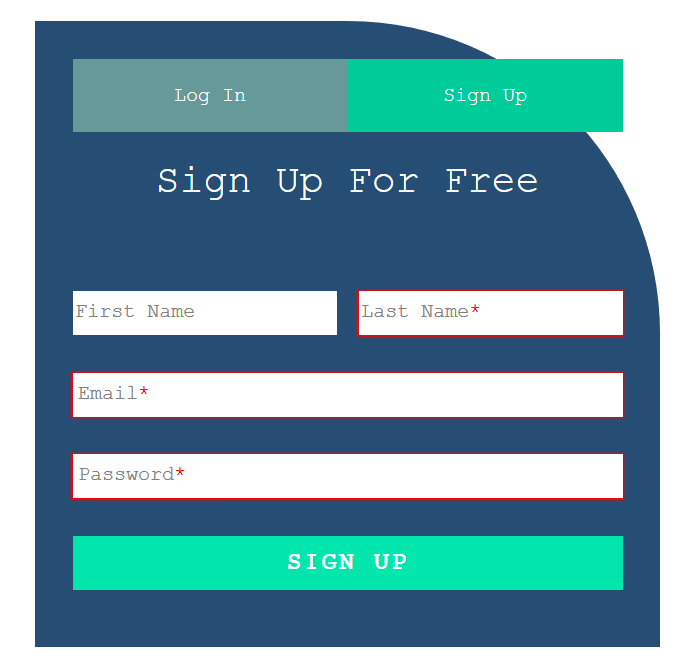 Log In
Sign Up
Sign Up For Free
First Name
Last Name*
Email*
Password*
SIGN UP